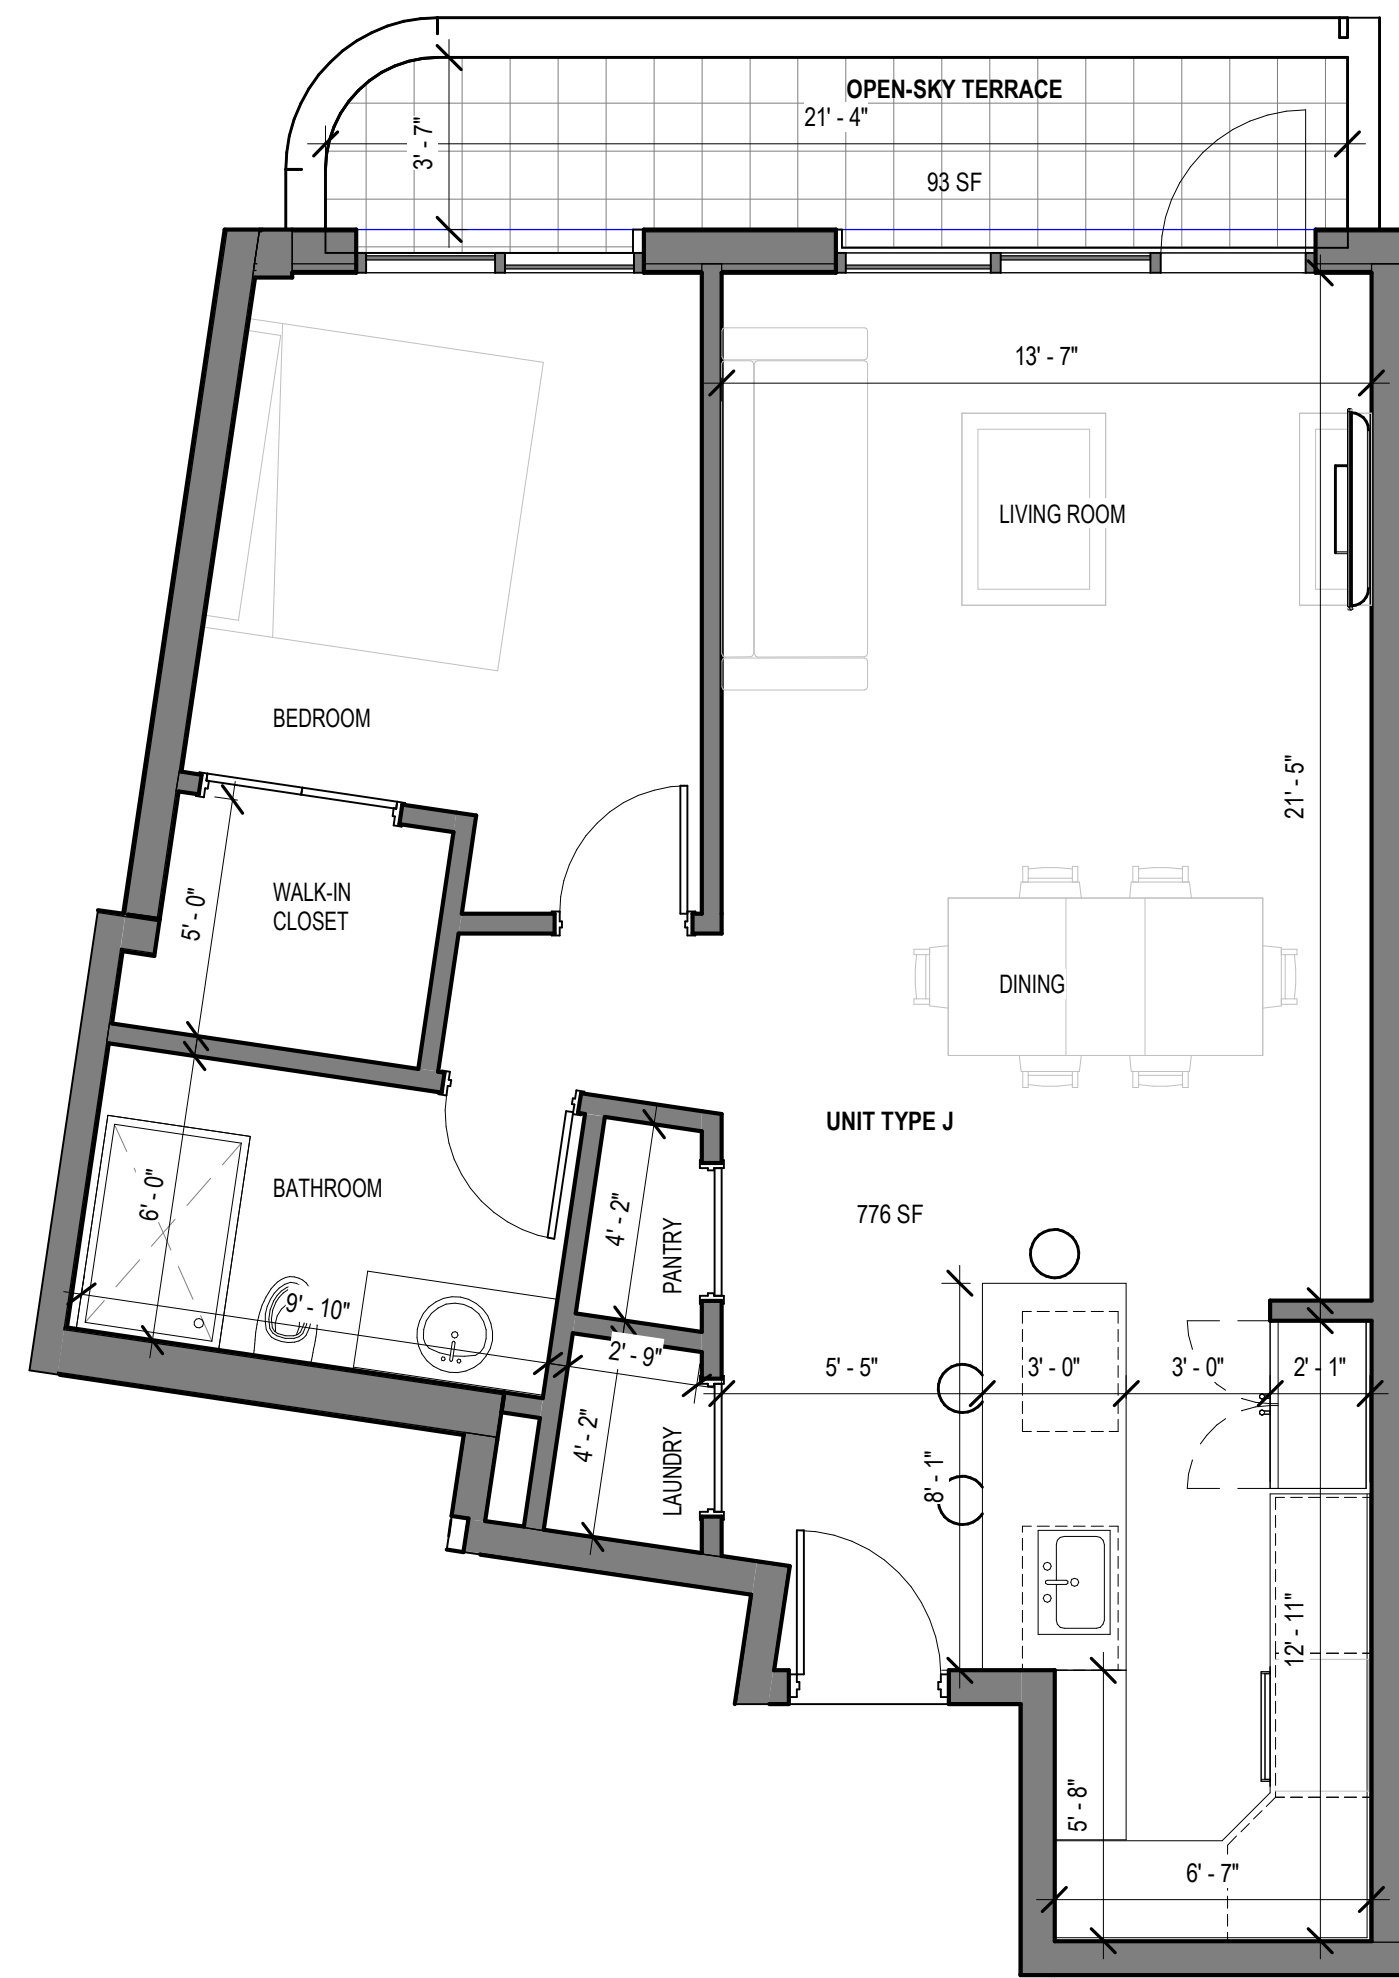 OPEN-SKY TERRACE
21' - 4"
3' - 7"
93 SF
13' - 7"
LIVING ROOM
BEDROOM
21' - 5"
WALK-IN
CLOSET
5' - 0"
DINING
UNIT TYPE J
776 SF
BATHROOM
6' - 0"
9' - 10"
4' - 2"
PANTRY
2' - 9"
4' - 2"
LAUNDRY
5' - 5"
3' - 0"
3' - 0"
2' - 1"
8' - 1"
12' - 11"
5' - 8"
6' - 7"